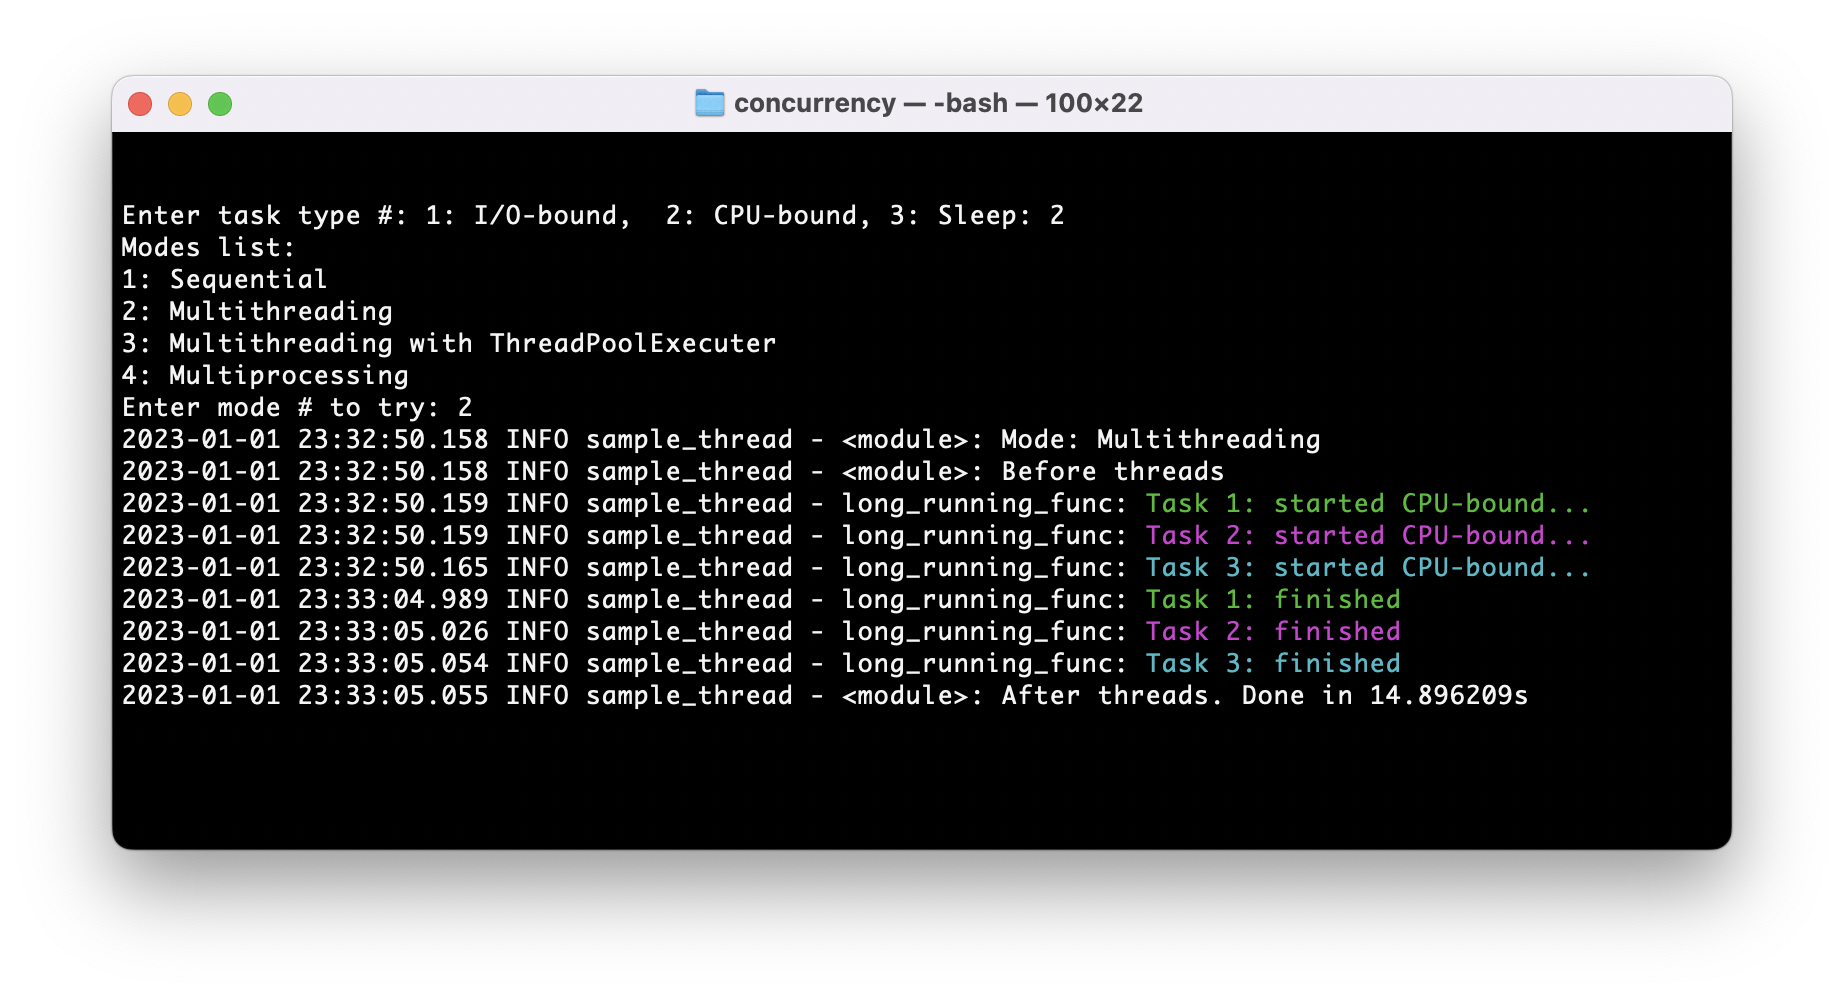 concurrency — -bash — 100×22
Enter task type #: 1: I/O-bound,  2: CPU-bound, 3: Sleep: 2
Modes list:
1: Sequential
2: Multithreading
3: Multithreading with ThreadPoolExecuter
4: Multiprocessing
Enter mode # to try: 2
2023-01-01 23:32:50.158 INFO sample_thread - <module>: Mode: Multithreading
2023-01-01 23:32:50.158 INFO sample_thread - <module>: Before threads
2023-01-01 23:32:50.159 INFO sample_thread - long_running_func: Task 1: started CPU-bound...
2023-01-01 23:32:50.159 INFO sample_thread - long_running_func: Task 2: started CPU-bound...
2023-01-01 23:32:50.165 INFO sample_thread - long_running_func: Task 3: started CPU-bound...
2023-01-01 23:33:04.989 INFO sample_thread - long_running_func: Task 1: finished
2023-01-01 23:33:05.026 INFO sample_thread - long_running_func: Task 2: finished
2023-01-01 23:33:05.054 INFO sample_thread - long_running_func: Task 3: finished
2023-01-01 23:33:05.055 INFO sample_thread - <module>: After threads. Done in 14.896209s